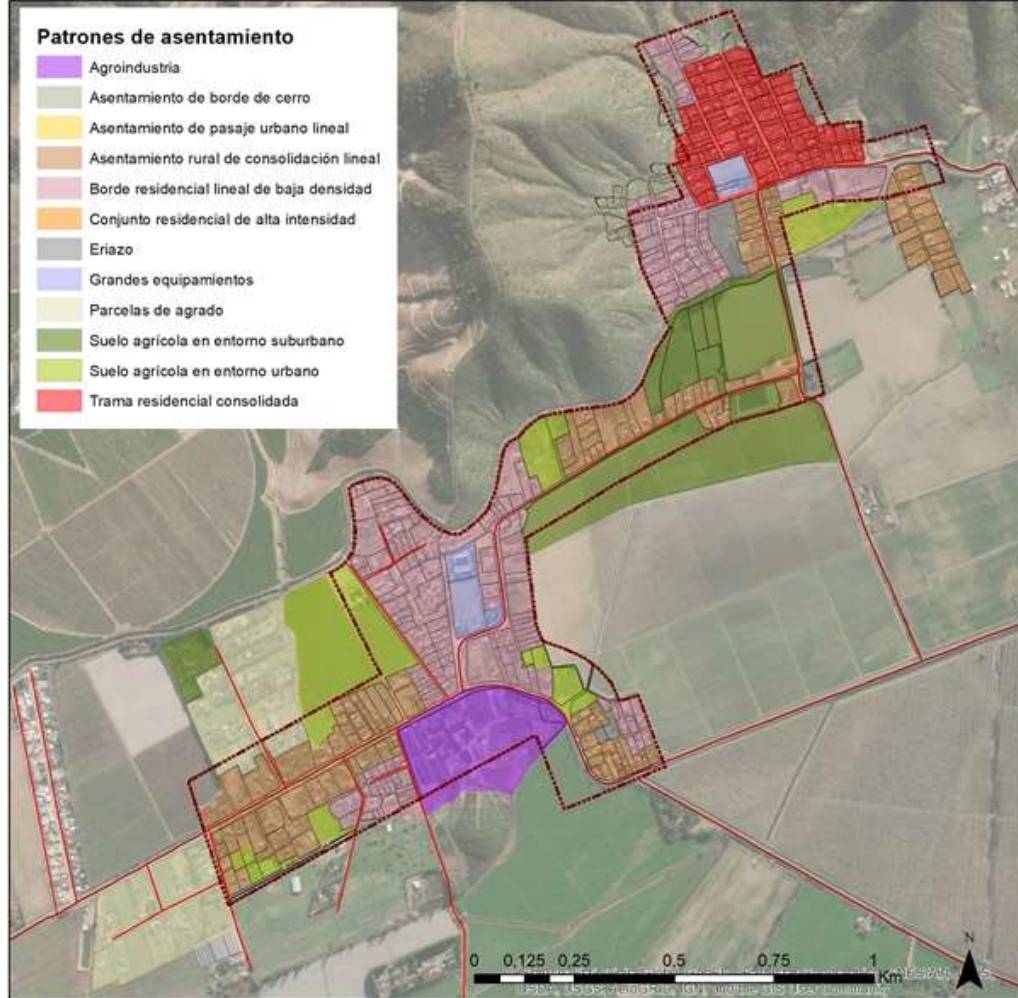 Patrones de asentamiento
Agroindustria
Asentamiento de borde de cerro
Asentamiento de pasaje urbano lineal
Asentamiento rural de consolidación lineal
Borde residencial lineal de baja densidad
Conjunto residencial de alta intensidad
Eriazo
Grandes equipamientos
Parcelas de agrado
Suelo agrícola en entorno suburbano
Suelo agrícola en entorno urbano
Trama residencial consolidada
N
0 0,125 0,25 0,5 0,75 1
Km